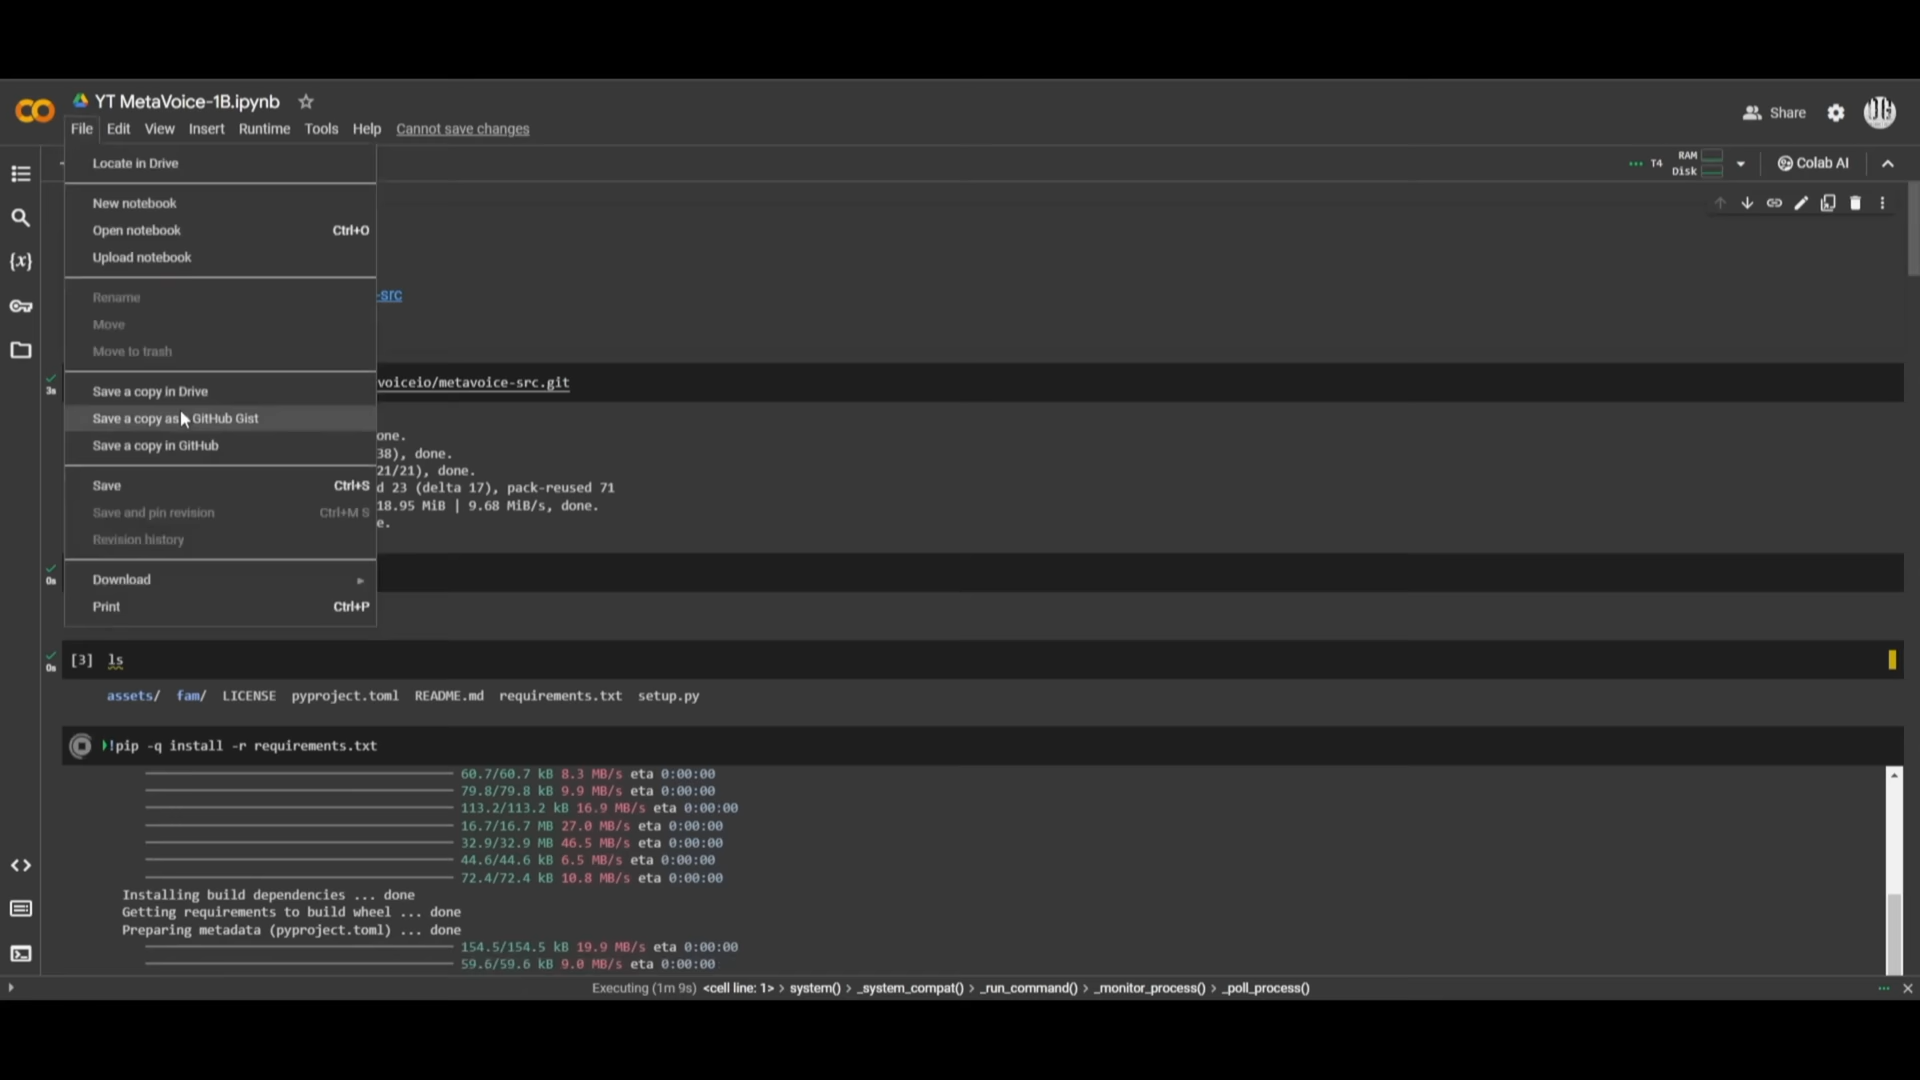 YT MetaVoice-1B.ipynb
File Edit View Insert Runtime Tools Help Cannot save changes
Share
Locate in Drive
T4 RAM Disk
Colab AI
New notebook
Open notebook Ctrl+O
Upload notebook
Rename
-src
Move
Move to trash
3s
voiceio/metavoice-src.git
Save a copy in Drive
Save a copy as GitHub Gist
one.
Save a copy in GitHub
38), done.
21/21), done.
Save Ctrl+S
d 23 (delta 17), pack-reused 71
18.95 MiB | 9.68 MiB/s, done.
Save and pin revision Ctrl+M S
e.
Revision history
0s
Download
Print Ctrl+P
0s
[3] ls
assets/ fam/ LICENSE pyproject.toml README.md requirements.txt setup.py
!pip -q install -r requirements.txt
60.7/60.7 kB 8.3 MB/s eta 0:00:00
79.8/79.8 kB 9.9 MB/s eta 0:00:00
113.2/113.2 kB 16.9 MB/s eta 0:00:00
16.7/16.7 MB 27.0 MB/s eta 0:00:00
32.9/32.9 MB 46.5 MB/s eta 0:00:00
44.6/44.6 kB 6.5 MB/s eta 0:00:00
72.4/72.4 kB 10.8 MB/s eta 0:00:00
Installing build dependencies ... done
Getting requirements to build wheel ... done
Preparing metadata (pyproject.toml) ... done
154.5/154.5 kB 19.9 MB/s eta 0:00:00
59.6/59.6 kB 9.0 MB/s eta 0:00:00
Executing (1m 9s) <cell line: 1> > system() > _system_compat() > _run_command() > _monitor_process() > _poll_process()